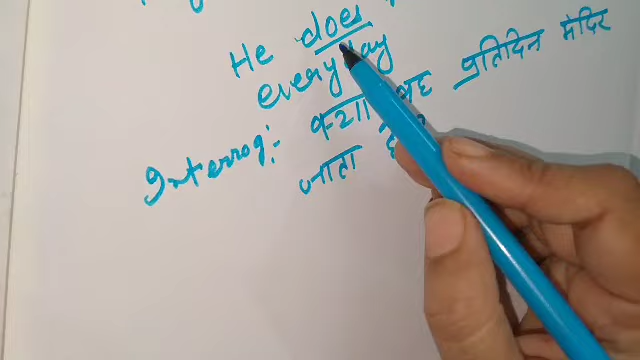 He does
everyday
Interrog:- क्या वह प्रतिदिन मंदिर
जाता